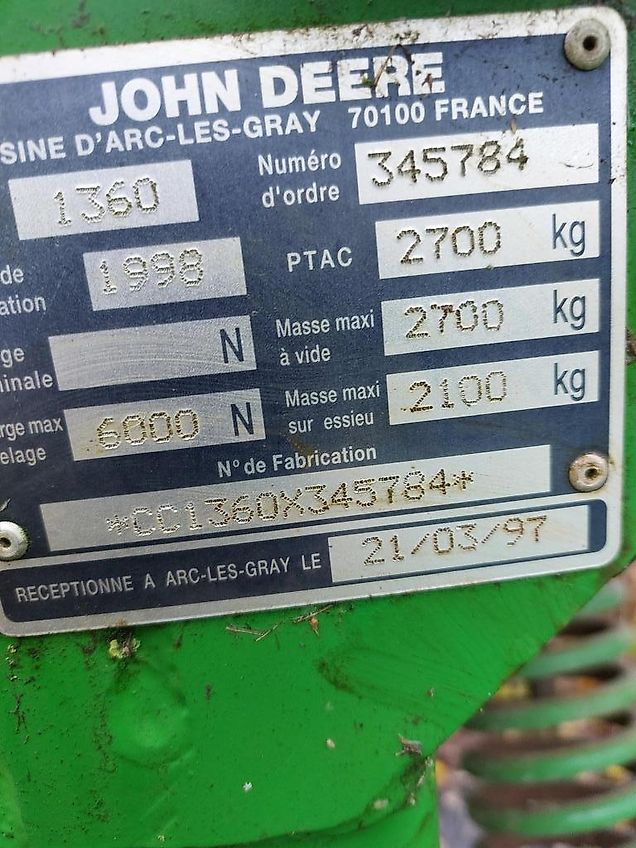 JOHN DEERE
SINE D'ARC-LES-GRAY 70100 FRANCE
1360
Numéro d'ordre 345784
de ation 1998
PTAC 2700 kg
ge ninale N
Masse maxi à vide 2700 kg
rge max elage 6000 N
Masse maxi sur essieu 2100 kg
N° de Fabrication
*CC1360X345784*
RECEPTIONNE A ARC-LES-GRAY LE 21/03/97